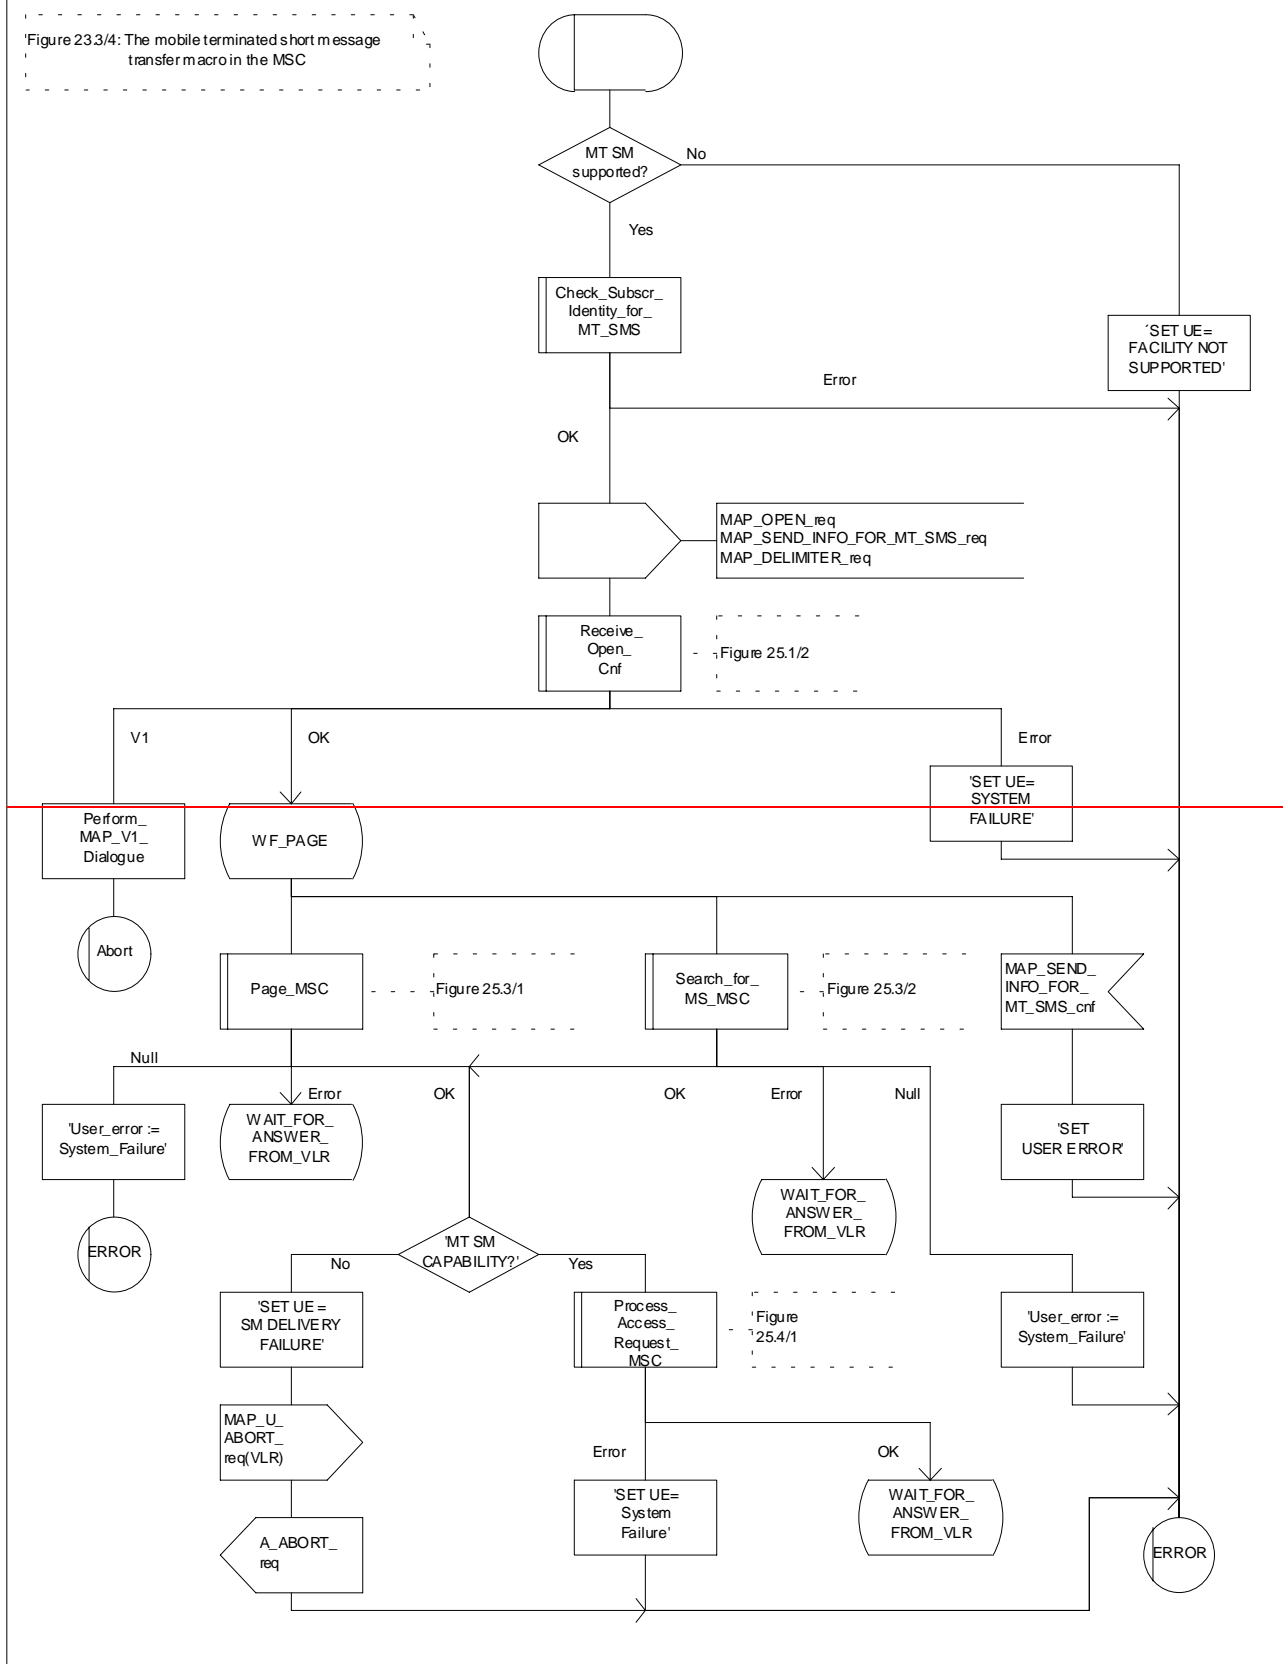 'Figure 23.3/4: The mobile terminated short message
transfer macro in the MSC
MT SM
supported?
No
Yes
Check_Subscr_
Identity_for_
MT_SMS
´SET UE=
FACILITY NOT
SUPPORTED'
Error
OK
MAP_OPEN_req
MAP_SEND_INFO_FOR_MT_SMS_req
MAP_DELIMITER_req
Receive_
Open_
Cnf
Figure 25.1/2
V1
OK
Error
'SET UE=
SYSTEM
FAILURE'
Perform_
MAP_V1_
Dialogue
WF_PAGE
Abort
Page_MSC
Figure 25.3/1
Search_for_
MS_MSC
Figure 25.3/2
MAP_SEND_
INFO_FOR_
MT_SMS_cnf
Null
Error
OK
OK
Error
Null
'User_error :=
System_Failure'
WAIT_FOR_
ANSWER_
FROM_VLR
'SET
USER ERROR'
WAIT_FOR_
ANSWER_
FROM_VLR
ERROR
'MT SM
CAPABILITY?'
No
Yes
'SET UE =
SM DELIVERY
FAILURE'
Process_
Access_
Request_
MSC
Figure
25.4/1
'User_error :=
System_Failure'
MAP_U_
ABORT_
req(VLR)
Error
OK
'SET UE=
System
Failure'
WAIT_FOR_
ANSWER_
FROM_VLR
A_ABORT_
req
ERROR